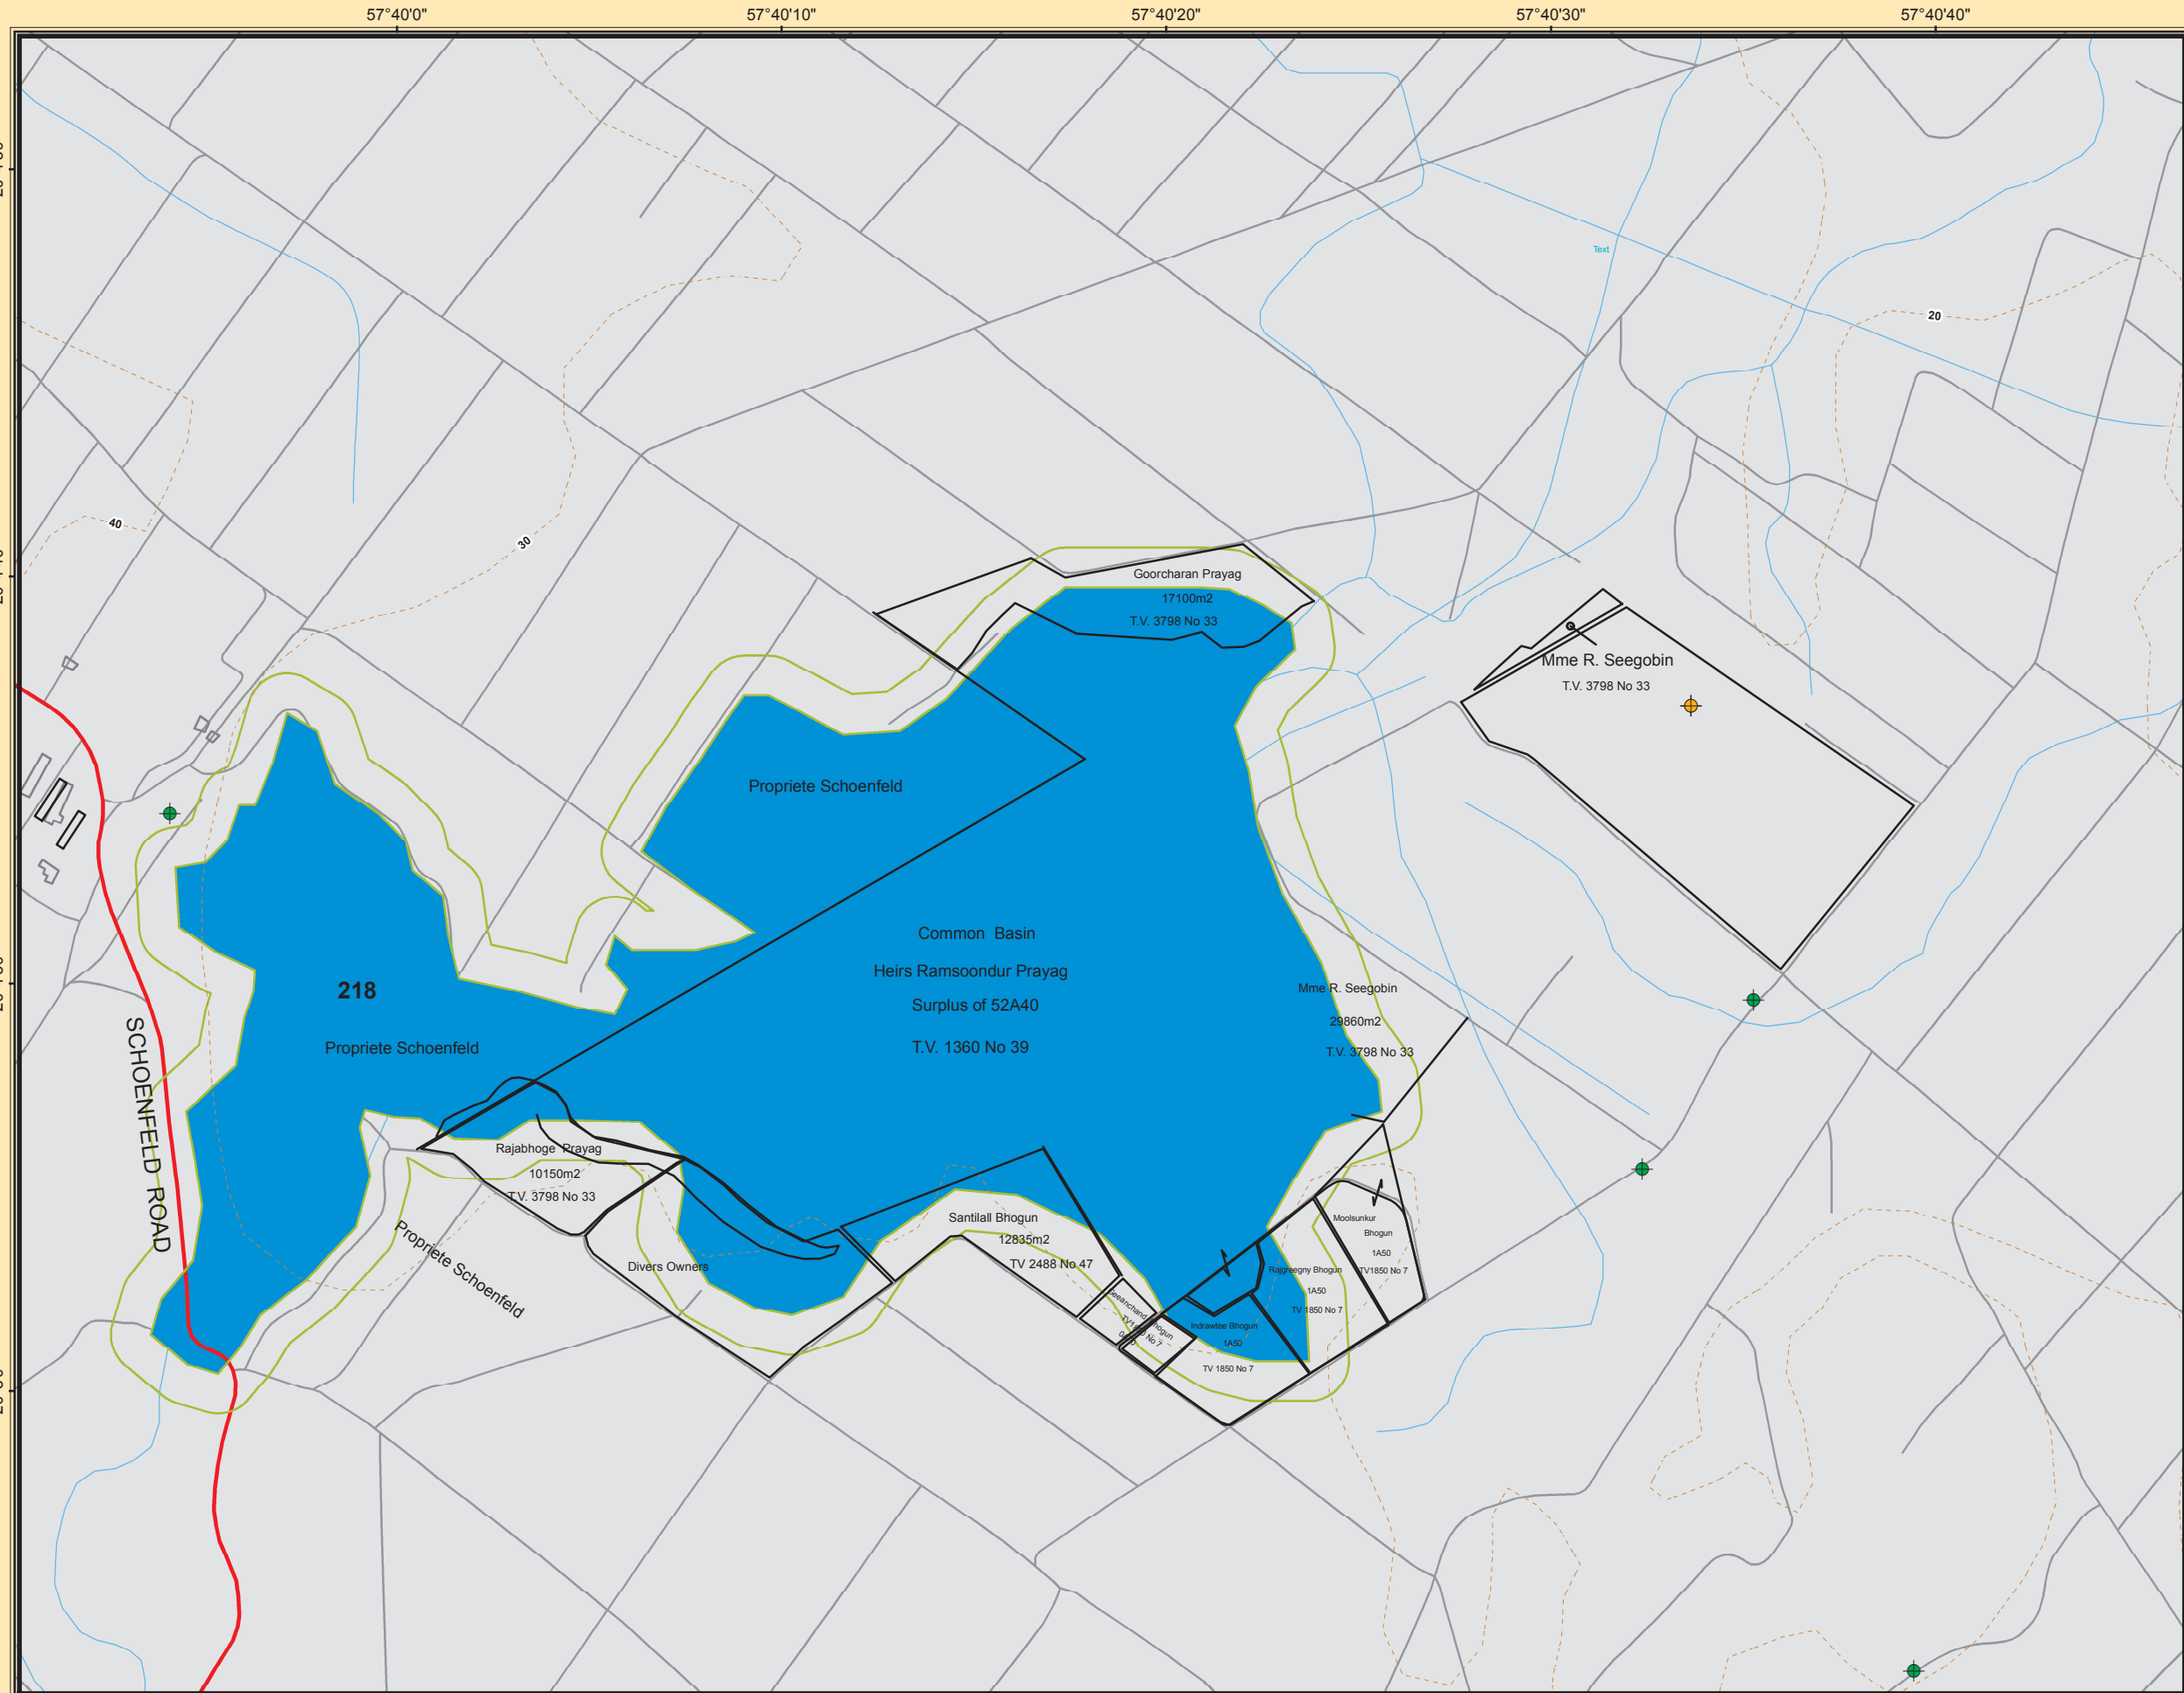 57°40'0"
57°40'10"
57°40'20"
57°40'30"
57°40'40"
Text
20
40
30
Goorcharan Prayag
17100m2
T.V. 3798 No 33
Mme R. Seegobin
T.V. 3798 No 33
Propriete Schoenfeld
Common Basin
Heirs Ramsoondur Prayag
Surplus of 52A40
T.V. 1360 No 39
218
Propriete Schoenfeld
Mme R. Seegobin
29860m2
T.V. 3798 No 33
SCHOENFELD ROAD
Rajabhoge Prayag
10150m2
T.V. 3798 No 33
Propriete Schoenfeld
Divers Owners
Santilall Bhogun
12835m2
TV 2488 No 47
Moolsunkur
Bhogun
1A50
TV1850 No 7
Rajgreegny Bhogun
1A50
TV 1850 No 7
Indrawtee Bhogun
1A50
TV 1850 No 7
Bhogun
No 7